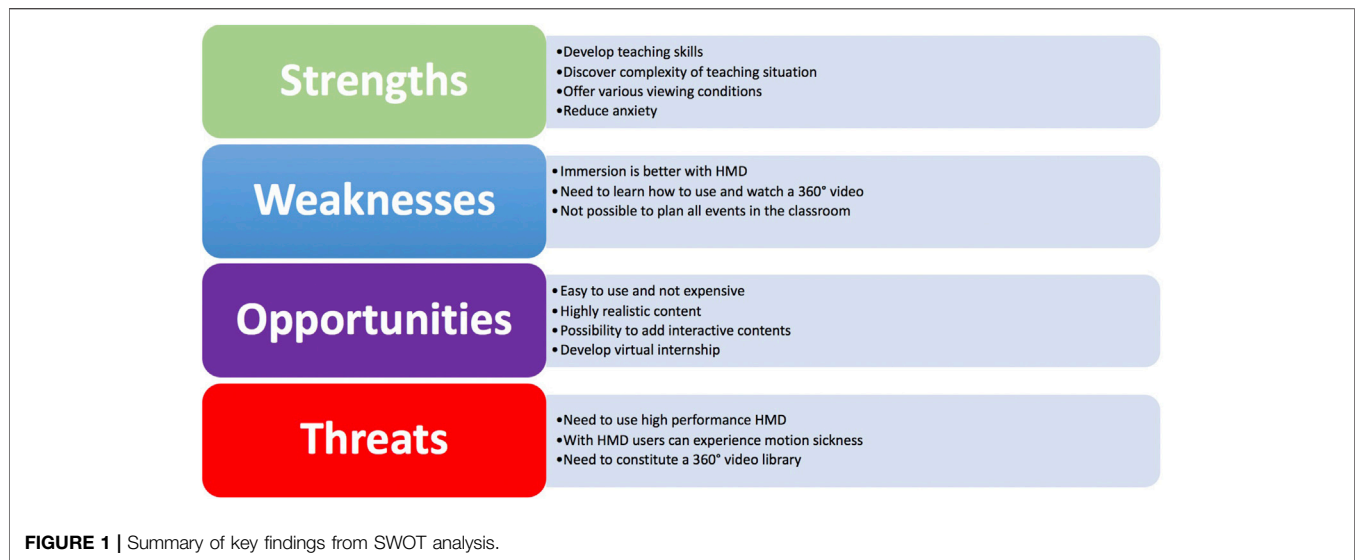 Strengths
•Develop teaching skills
•Discover complexity of teaching situation
•Offer various viewing conditions
•Reduce anxiety
Weaknesses
•Immersion is better with HMD
•Need to learn how to use and watch a 360° video
•Not possible to plan all events in the classroom
Opportunities
•Easy to use and not expensive
•Highly realistic content
•Possibility to add interactive contents
•Develop virtual internship
Threats
•Need to use high performance HMD
•With HMD users can experience motion sickness
•Need to constitute a 360° video library
FIGURE 1 | Summary of key findings from SWOT analysis.